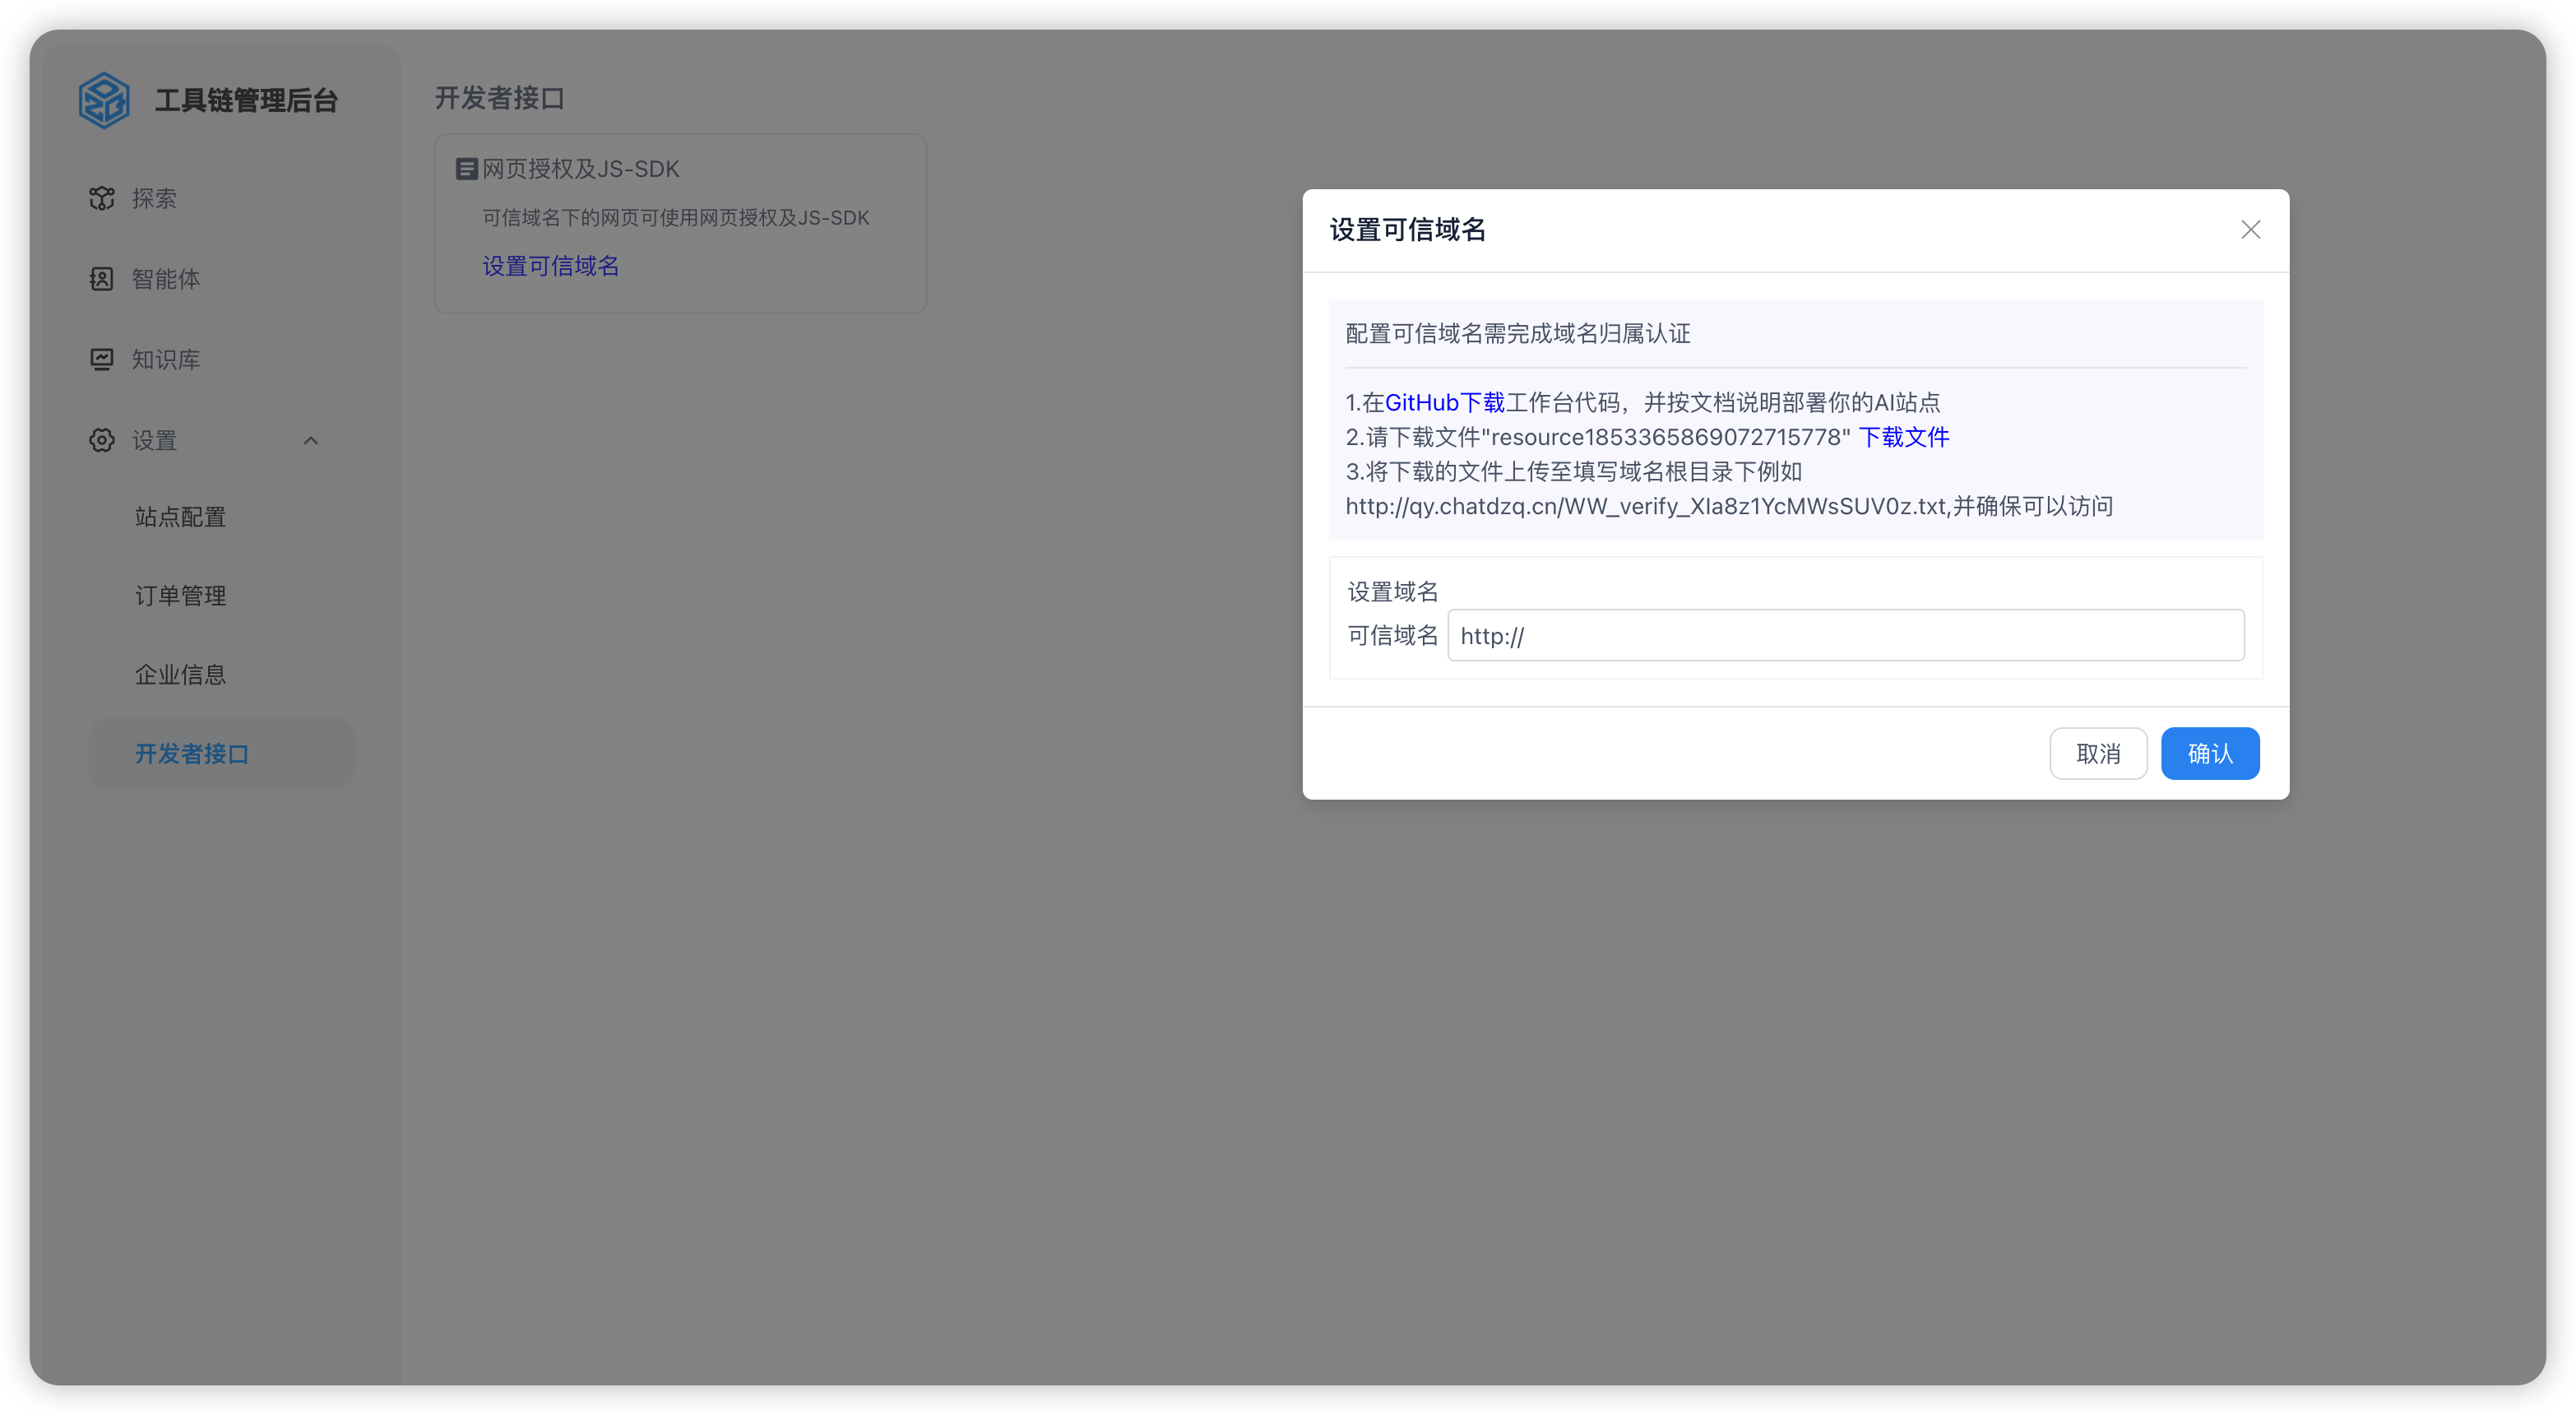 工具链管理后台
探索
智能体
知识库
设置
站点配置
订单管理
企业信息
开发者接口
开发者接口
网页授权及JS-SDK
可信域名下的网页可使用网页授权及JS-SDK
设置可信域名
设置可信域名
配置可信域名需完成域名归属认证
1.在GitHub下载工作台代码，并按文档说明部署你的AI站点
2.请下载文件"resource1853365869072715778" 下载文件
3.将下载的文件上传至填写域名根目录下例如
http://qy.chatdzq.cn/WW_verify_XIa8z1YcMWsSUV0z.txt,并确保可以访问
设置域名
可信域名 http://
取消 确认